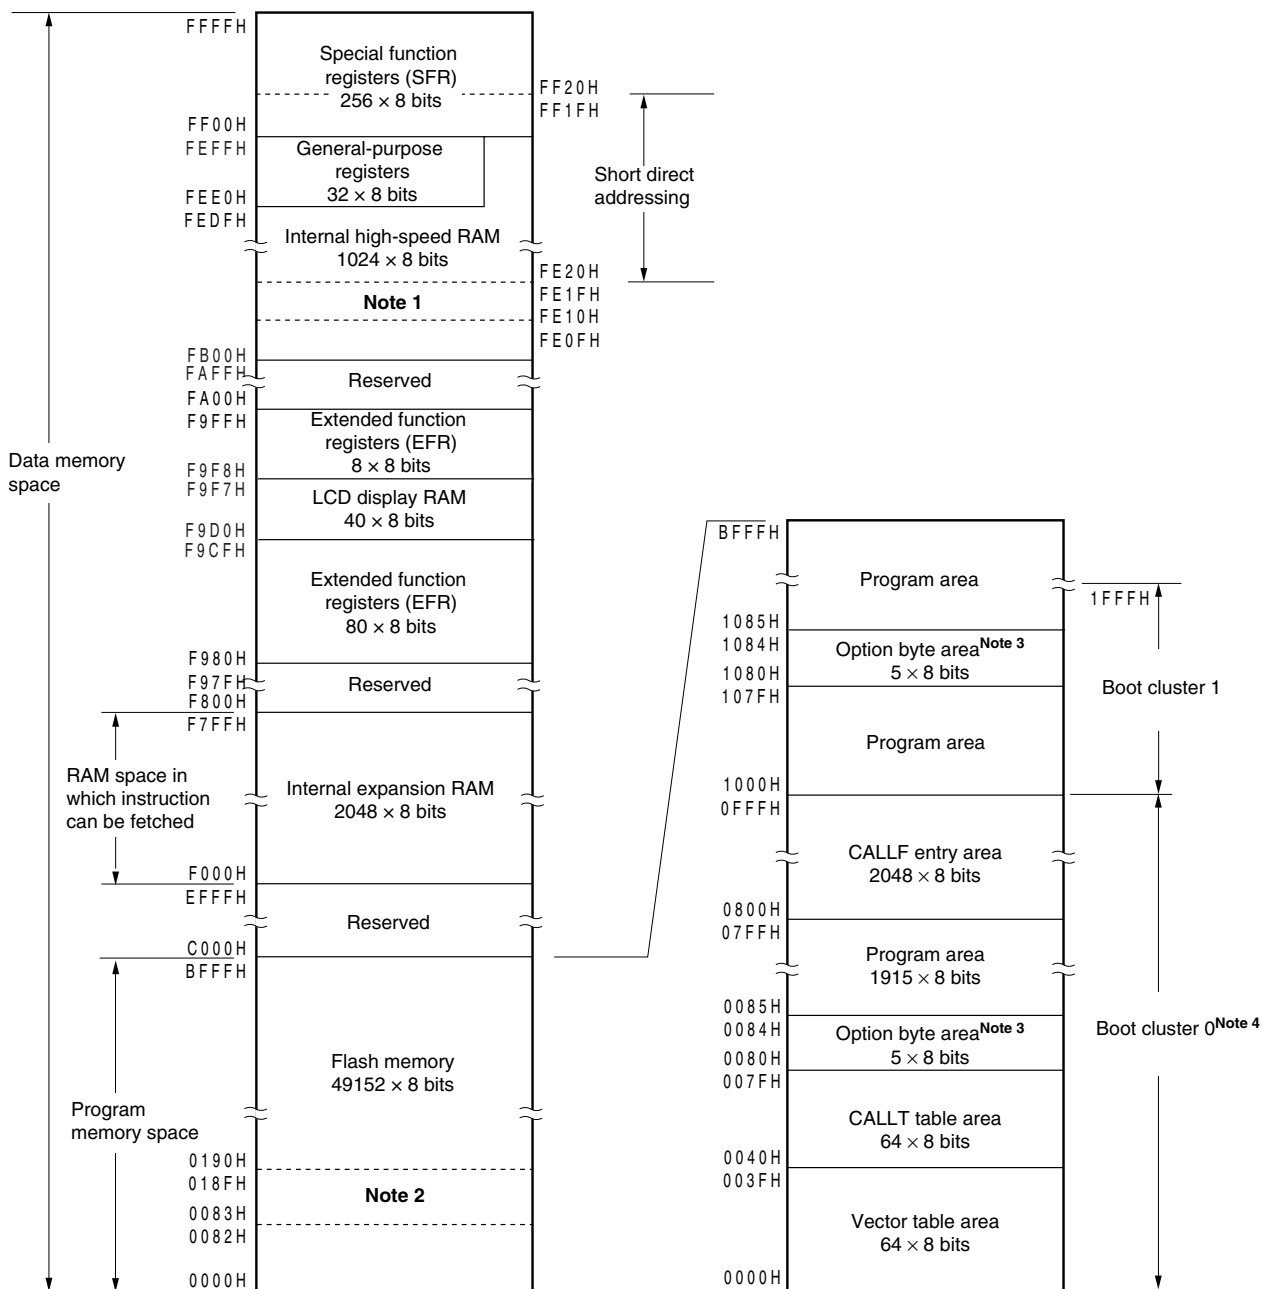 FFFFH
Special function
registers (SFR)
256 × 8 bits
FF20H
FF1FH
FF00H
FEFFH
General-purpose
registers
32 × 8 bits
Short direct
addressing
FEE0H
FEDFH
Internal high-speed RAM
1024 × 8 bits
FE20H
FE1FH
Note 1
FE10H
FE0FH
FB00H
FAFFH
Reserved
FA00H
F9FFH
Extended function
registers (EFR)
8 × 8 bits
Data memory
space
F9F8H
F9F7H
LCD display RAM
40 × 8 bits
F9D0H
F9CFH
Extended function
registers (EFR)
80 × 8 bits
F980H
F97FH
Reserved
F800H
F7FFH
RAM space in
which instruction
can be fetched
Internal expansion RAM
2048 × 8 bits
F000H
EFFFH
Reserved
C000H
BFFFH
Flash memory
49152 × 8 bits
Program
memory space
0190H
018FH
Note 2
0083H
0082H
0000H
BFFFH
Program area
1FFFH
1085H
1084H
Option byte area Note 3
5 × 8 bits
1080H
107FH
Boot cluster 1
Program area
1000H
0FFFH
CALLF entry area
2048 × 8 bits
0800H
07FFH
Program area
1915 × 8 bits
0085H
0084H
Option byte area Note 3
5 × 8 bits
Boot cluster 0 Note 4
0080H
007FH
CALLT table area
64 × 8 bits
0040H
003FH
Vector table area
64 × 8 bits
0000H